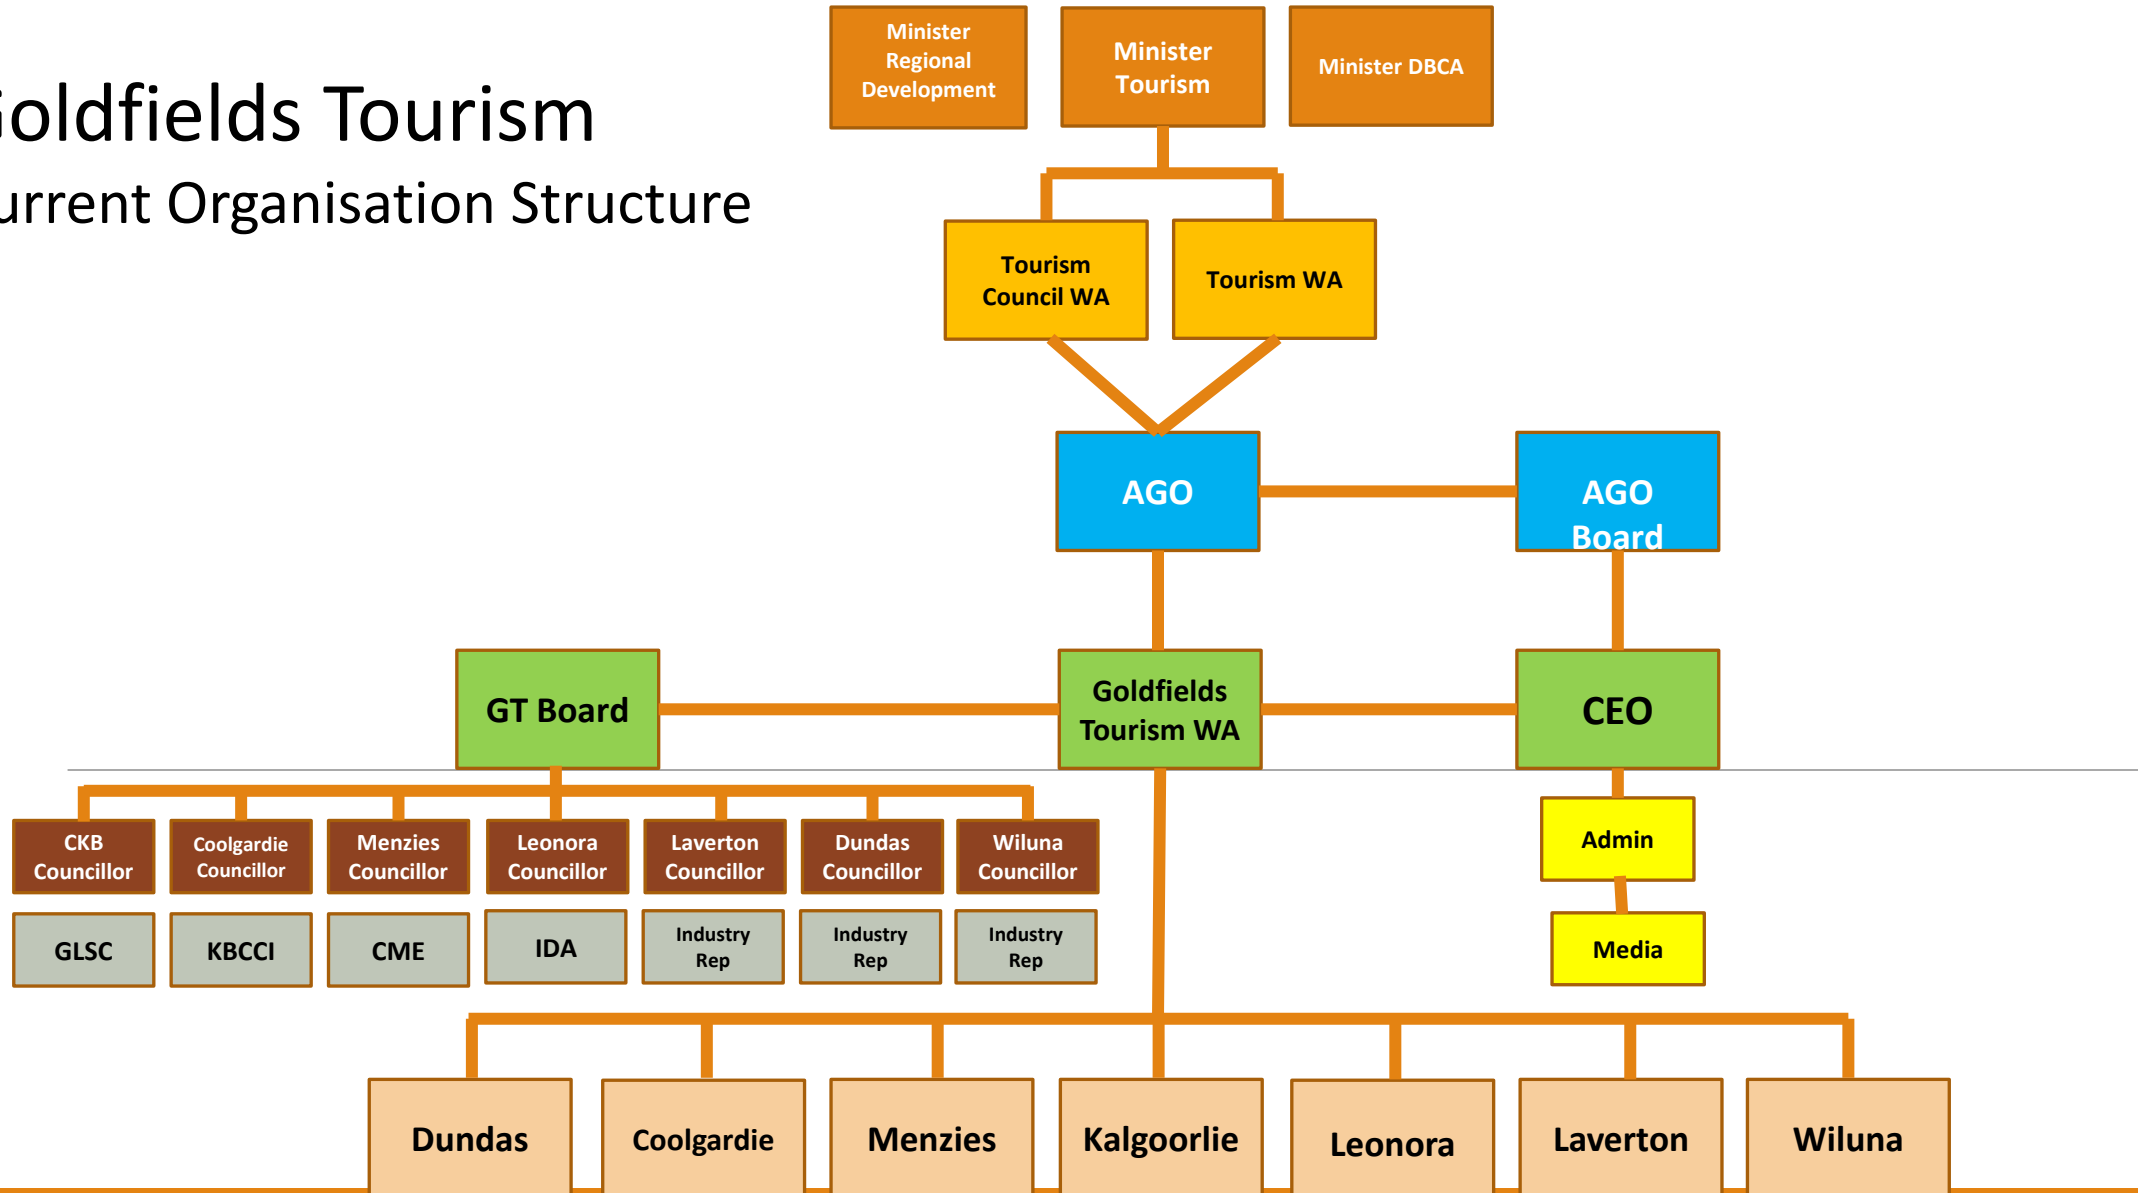 Minister
Regional
Development
Minister
Tourism
Minister DBCA
oldfields Tourism
urrent Organisation Structure
Tourism
Council WA
Tourism WA
AGO
AGO
Board
GT Board
Goldfields
Tourism WA
CEO
CKB
Councillor
Coolgardie
Councillor
Menzies
Councillor
Leonora
Councillor
Laverton
Councillor
Dundas
Councillor
Wiluna
Councillor
Admin
GLSC
KBCCI
CME
IDA
Industry
Rep
Industry
Rep
Industry
Rep
Media
Dundas
Coolgardie
Menzies
Kalgoorlie
Leonora
Laverton
Wiluna